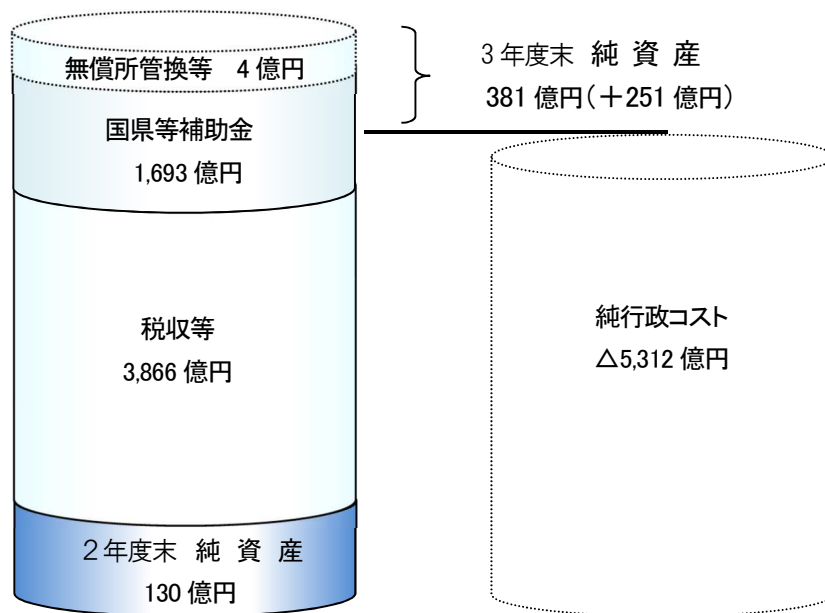 無償所管換等 4億円
国県等補助金
1,693 億円
税収等
3,866 億円
2年度末 純 資 産
130 億円
3年度末 純 資 産
381 億円(+251 億円)
純行政コスト
△5,312 億円